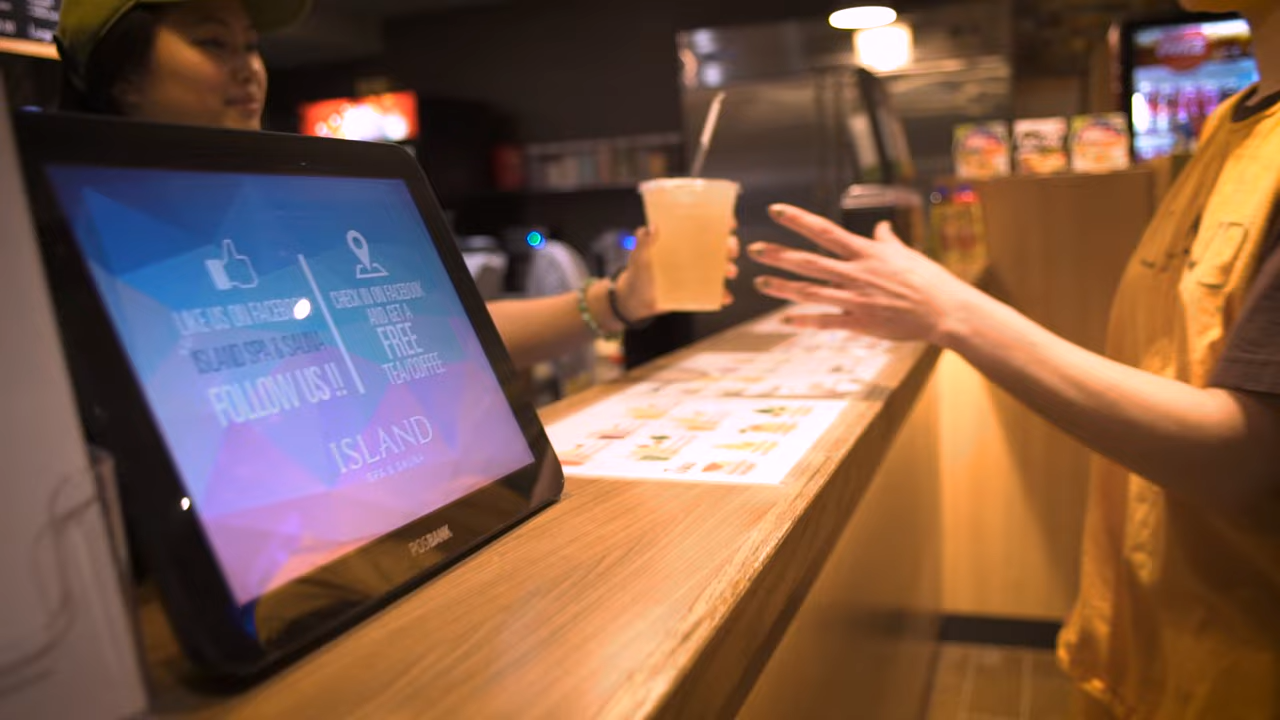 LIKE US ON FACEBOOK
ISLAND SPA & SAUNA
FOLLOW US !!
CHECK IN ON FACEBOOK
AND GET A
FREE
TEA/COFFEE
ISLAND
SPA & SAUNA
POSBANK